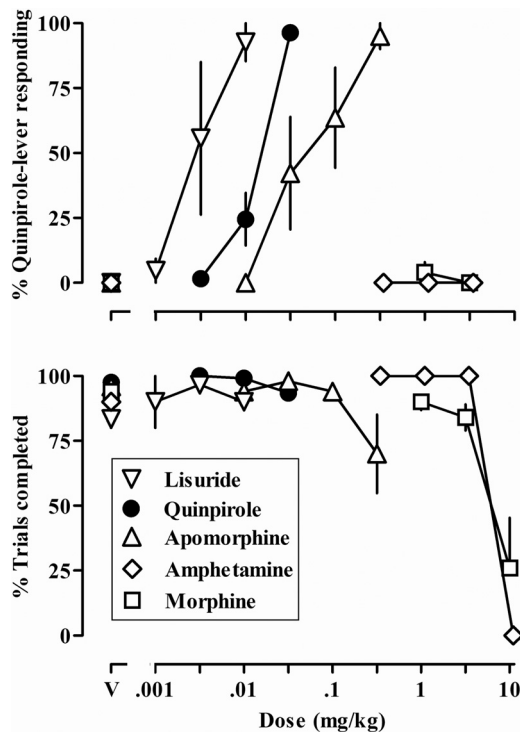 % Quinpirole-lever responding
100
75
50
25
0
% Trials completed
100
75
50
25
0
Lisuride
Quinpirole
Apomorphine
Amphetamine
Morphine
V .001 .01 .1 1 10
Dose (mg/kg)